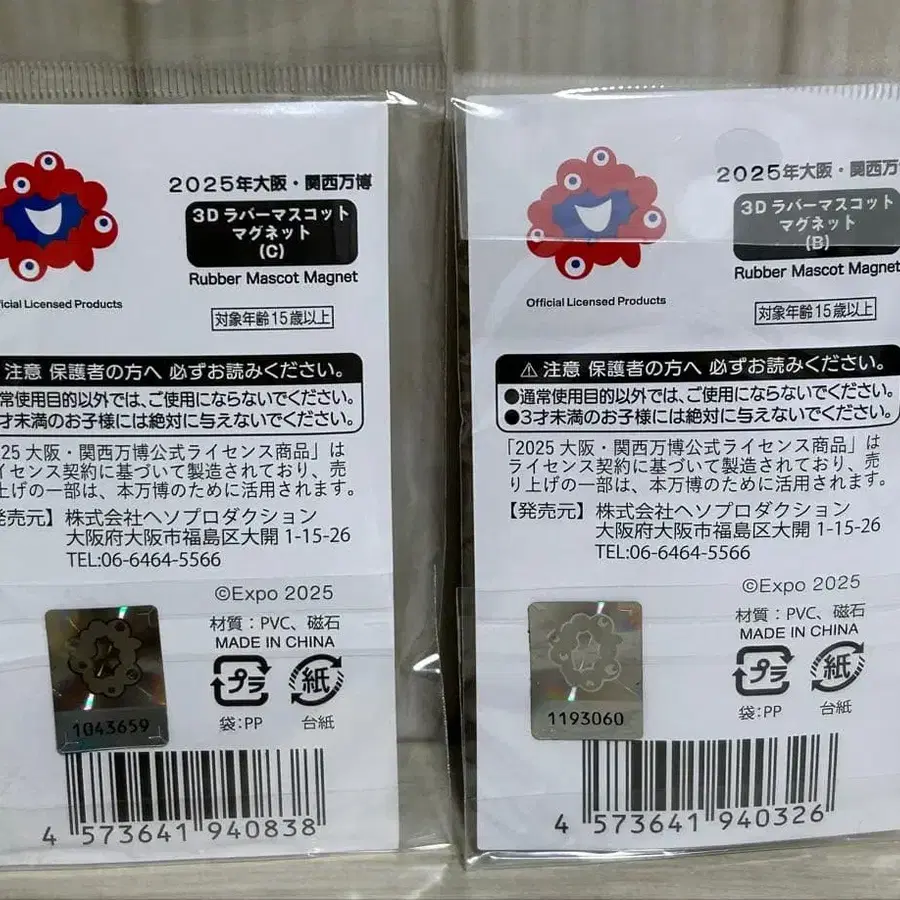 2025年大阪・関西万博
3Dラバーマスコット
マグネット
(C)
Rubber Mascot Magnet
icial Licensed Products
対象年齢15歳以上
注意 保護者の方へ 必ずお読みください。
常使用目的以外では、ご使用にならないでください。
才未満のお子様には絶対に与えないでください。
25 大阪・関西万博公式ライセンス商品」は
イセンス契約に基づいて製造されており、売
上げの一部は、本万博のために活用されます。
発売元】 株式会社ヘソプロダクション
大阪府大阪市福島区大開 1-15-26
TEL:06-6464-5566
©Expo 2025
材質：PVC、磁石
MADE IN CHINA
プラ
紙
袋:PP
台紙
1043659
4 573641 940838
2025年大阪・関西万
3Dラバーマスコット
マグネット
(B)
Rubber Mascot Magnet
Official Licensed Products
対象年齢15歳以上
⚠ 注意 保護者の方へ 必ずお読みください。
●通常使用目的以外では、ご使用にならないでください。
●3才未満のお子様には絶対に与えないでください。
「2025 大阪・関西万博公式ライセンス商品」は
ライセンス契約に基づいて製造されており、売
り上げの一部は、本万博のために活用されます。
【発売元】 株式会社ヘソプロダクション
大阪府大阪市福島区大開 1-15-26
TEL:06-6464-5566
©Expo 2025
材質：PVC、磁石
MADE IN CHINA
プラ
紙
袋:PP
台紙
1193060
4 573641 940326